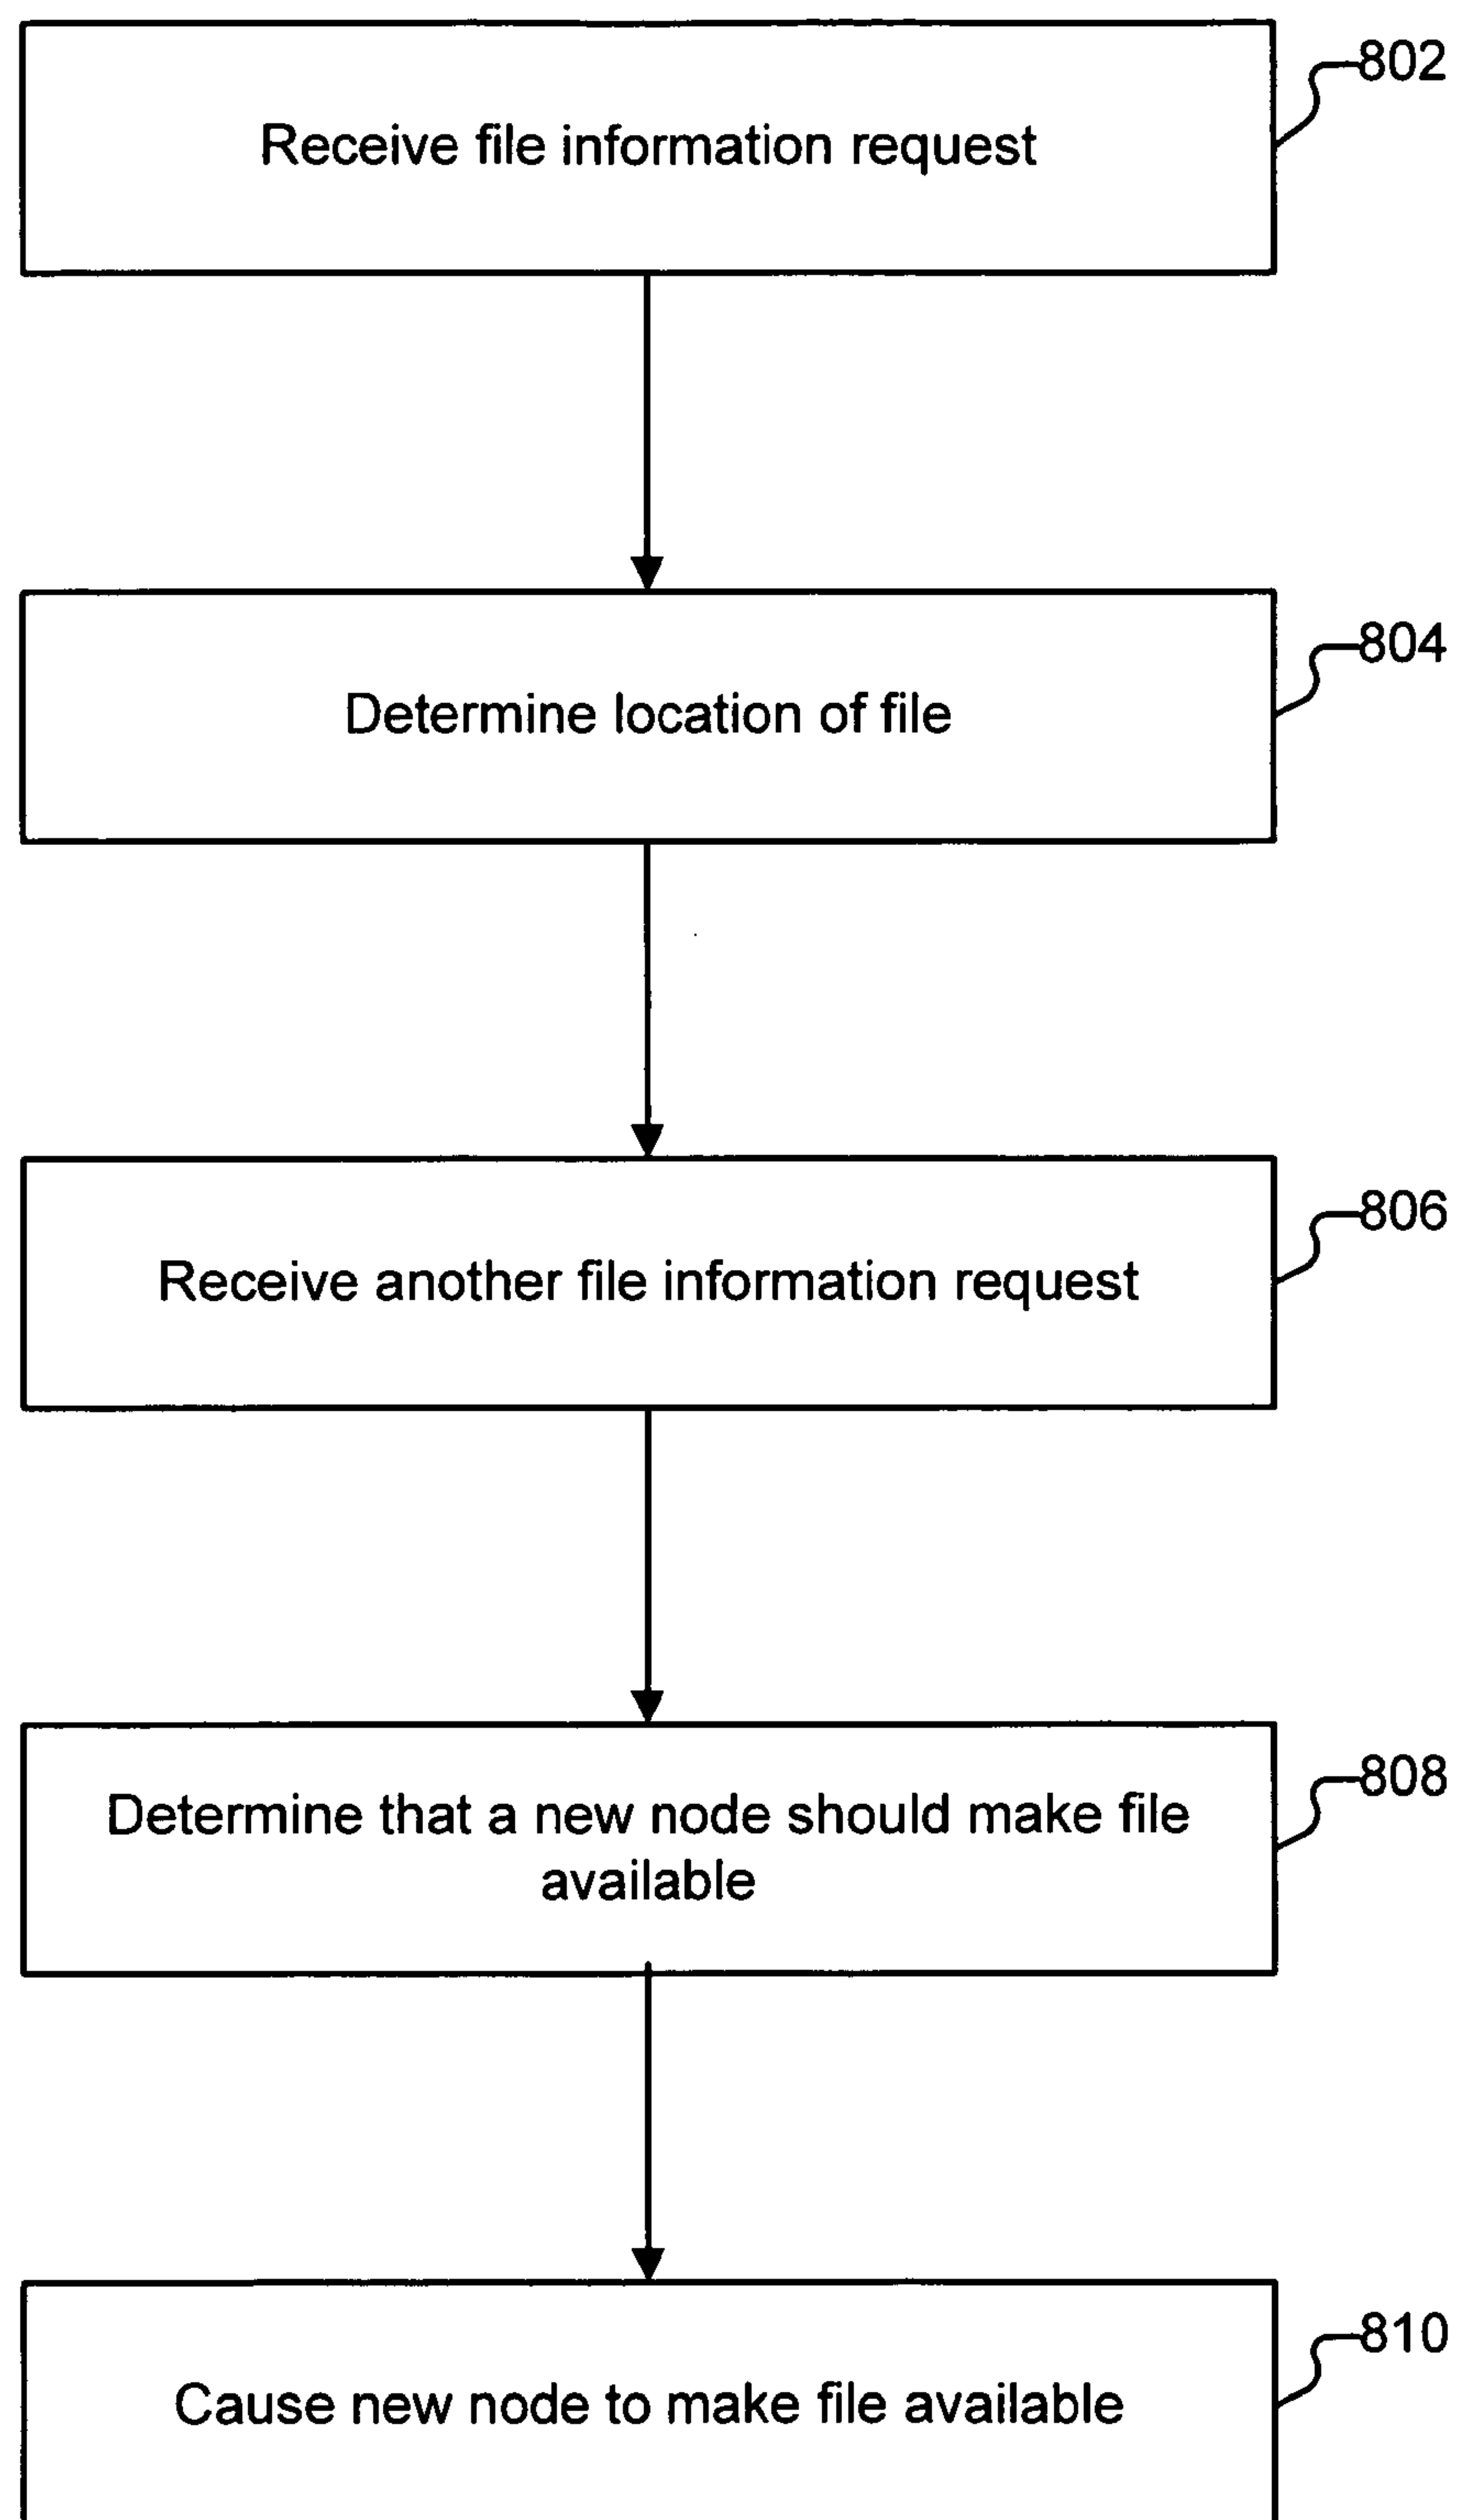 802
Receive file information request
804
Determine location of file
806
Receive another file information request
808
Determine that a new node should make file
available
810
Cause new node to make file available